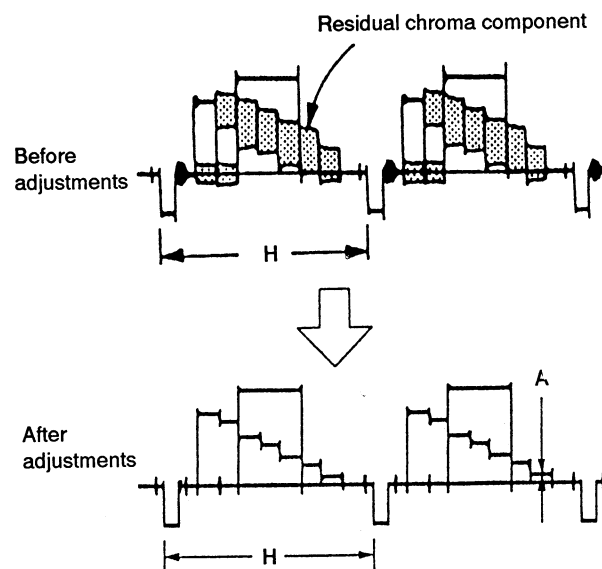 Residual chroma component
Before
adjustments
H
A
After
adjustments
H